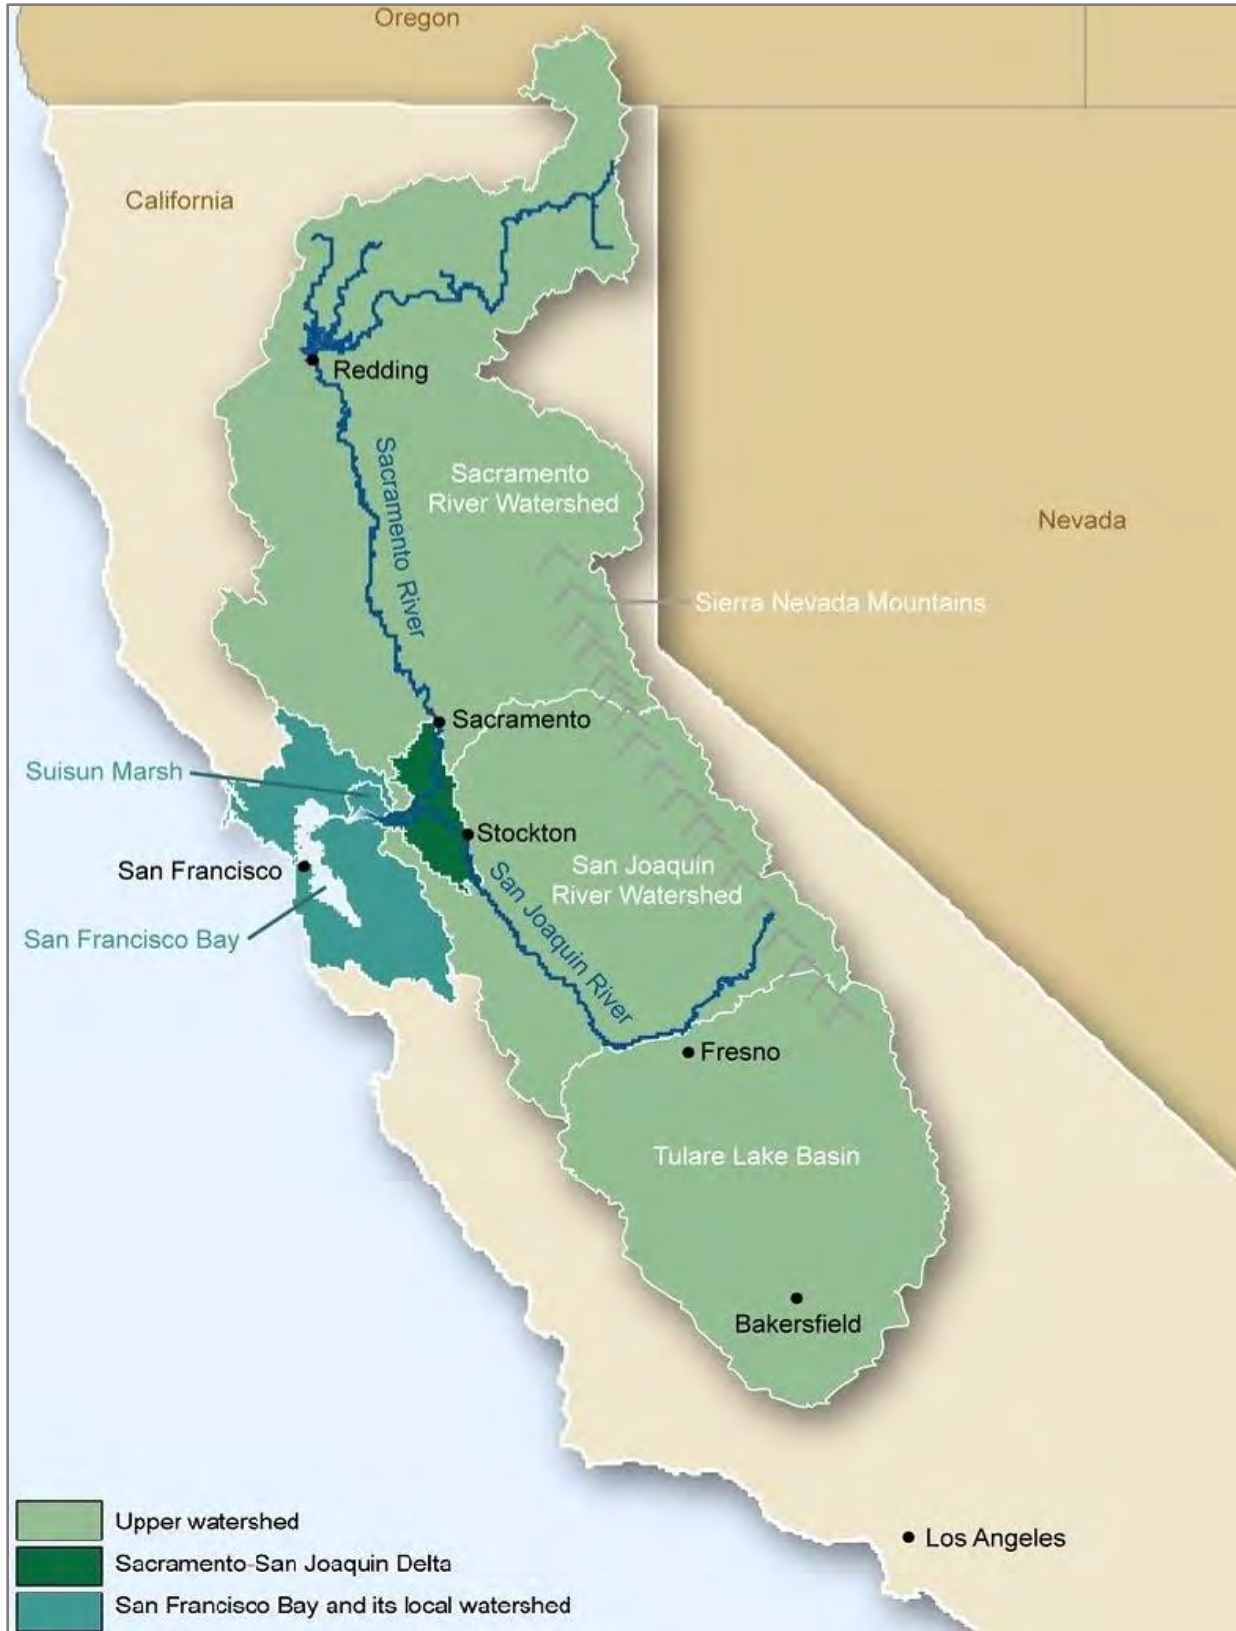 Oregon
California
Redding
Sacramento River
Sacramento
River Watershed
Nevada
Sierra Nevada Mountains
Sacramento
Suisun Marsh
Stockton
San Francisco
San Joaquin
River Watershed
San Joaquin River
San Francisco Bay
Fresno
Tulare Lake Basin
Bakersfield
Los Angeles
Upper watershed
Sacramento-San Joaquin Delta
San Francisco Bay and its local watershed